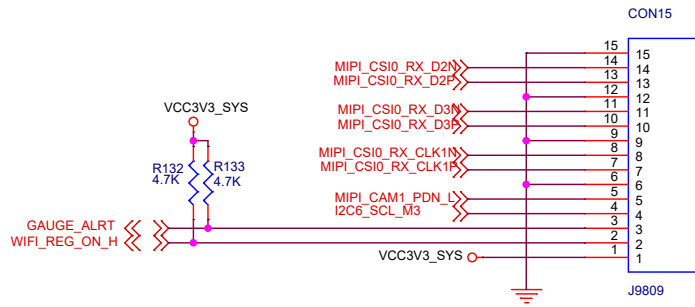 CON15
15 15
MIPI_CSI0_RX_D2N 14 14
MIPI_CSI0_RX_D2P 13 13
12 12
MIPI_CSI0_RX_D3N 11 11
MIPI_CSI0_RX_D3P 10 10
9 9
MIPI_CSI0_RX_CLK1N 8 8
MIPI_CSI0_RX_CLK1P 7 7
6 6
MIPI_CAM1_PDN_L 5 5
I2C6_SCL_M3 4 4
VCC3V3_SYS
R132 R133
4.7K 4.7K
GAUGE_ALRT 3 3
WIFI_REG_ON_H 2 2
VCC3V3_SYS 1 1
J9809